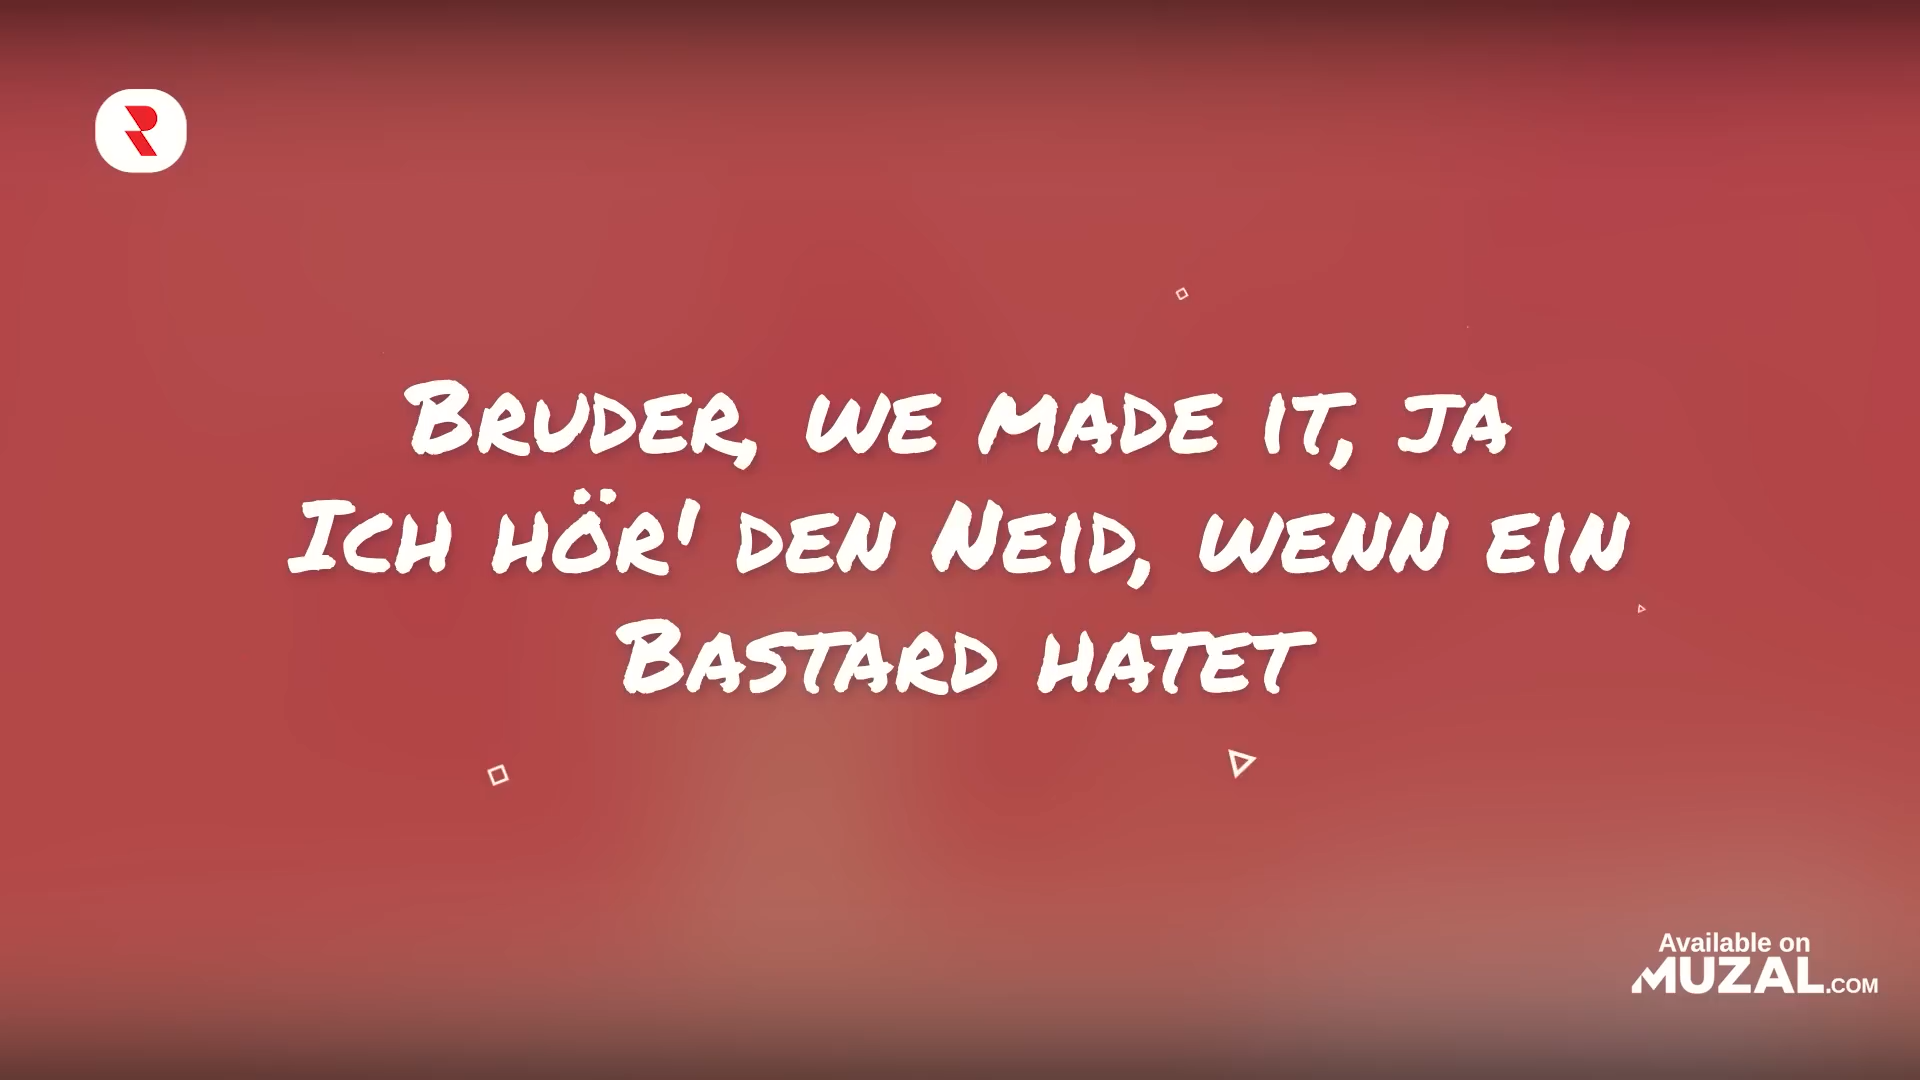 Bruder, we made it, ja
Ich hör' den Neid, wenn ein
Bastard hatet
Available on
MUZAL.COM